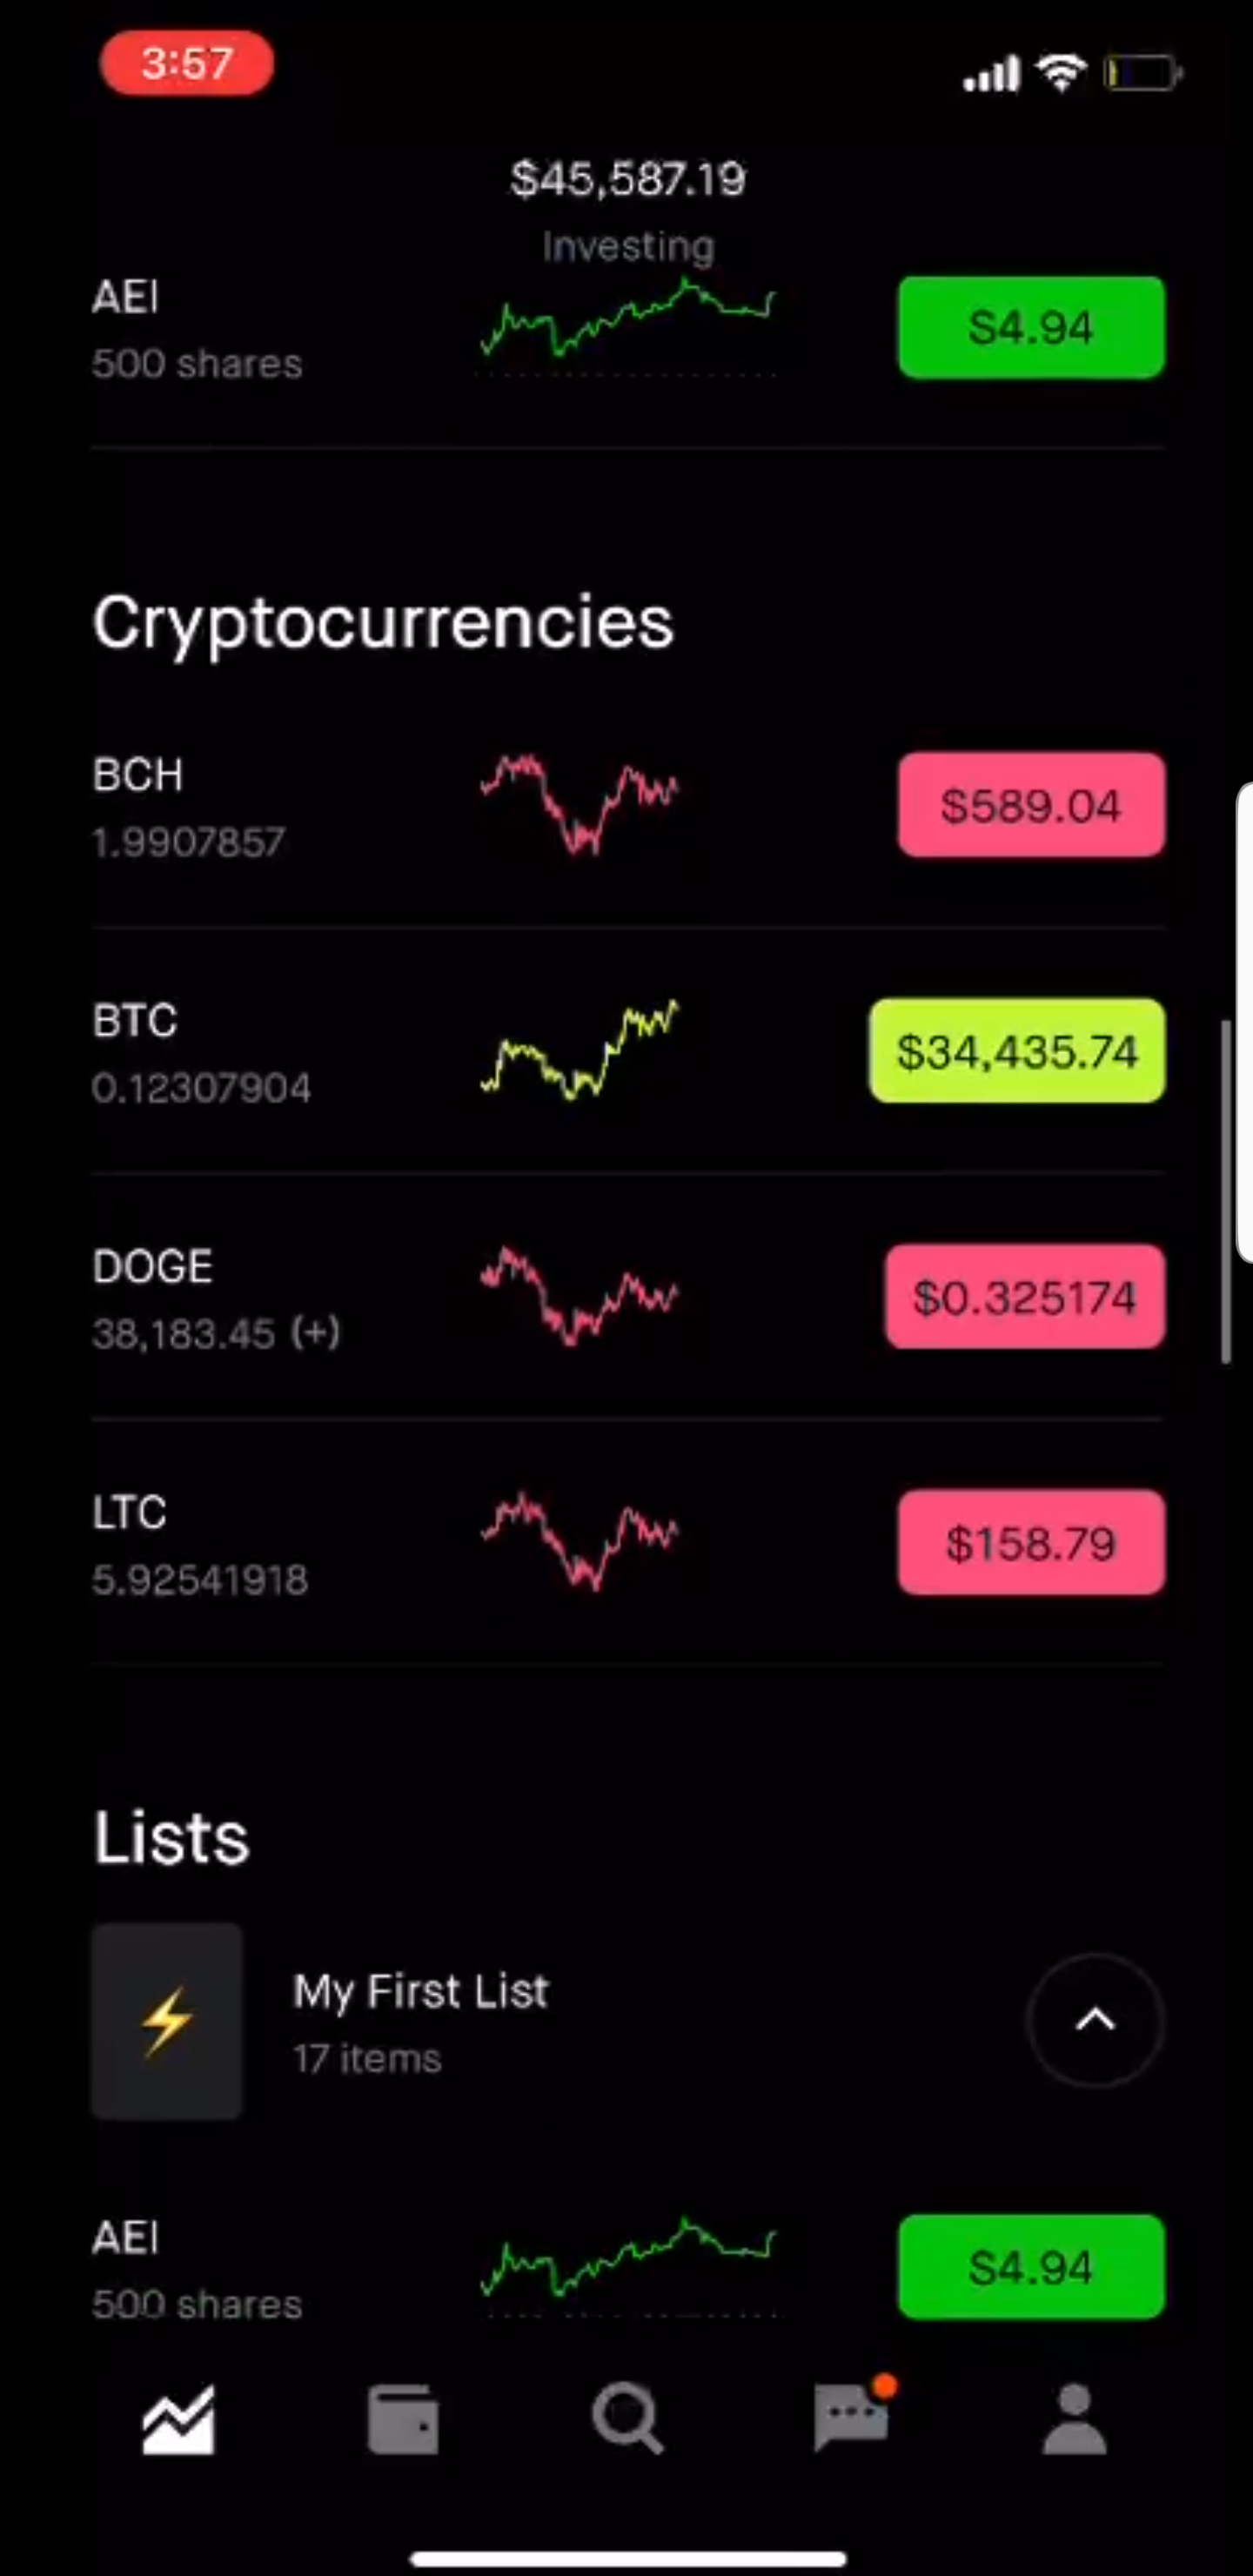 3:57
$45,587.19
Investing
AEI
500 shares
$4.94
Cryptocurrencies
BCH
1.9907857
$589.04
BTC
0.12307904
$34,435.74
DOGE
38,183.45 (+)
$0.325174
LTC
5.92541918
$158.79
Lists
My First List
17 items
AEI
500 shares
$4.94